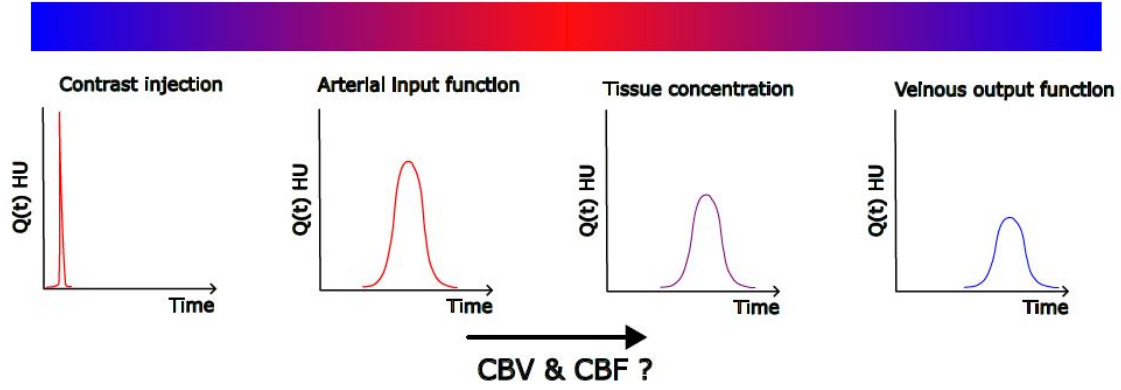 Contrast injection
Arterial Input function
Tissue concentration
Veinous output function
Q(t) HU
Time
Q(t) HU
Time
Q(t) HU
Time
Q(t) HU
Time
CBV & CBF ?